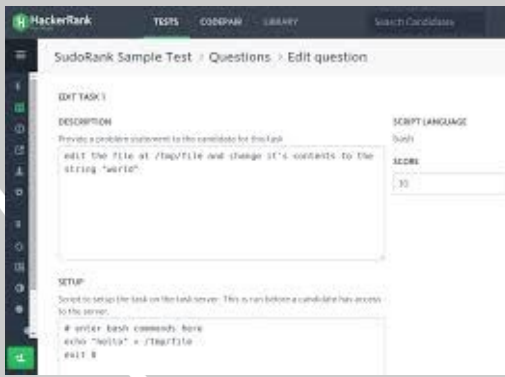 HackerRank
TESTS CODEPAIR LIBRARY Search Candidates
SudoRank Sample Test > Questions > Edit question
EDIT TASK 1
DESCRIPTION
Provide a problem statement to the candidate for this task
edit the file at /tmp/file and change it's contents to the
string "world"
SCRIPT LANGUAGE
bash
SCORE
10
SETUP
Script to setup the task on the task server. This is run before a candidate has access
to the server.
# enter bash commands here
echo "hello" > /tmp/file
exit 0